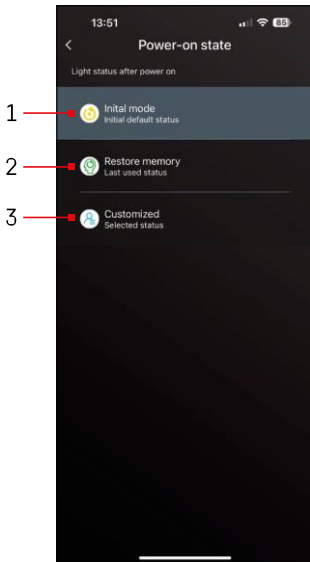 13:51
85
Power-on state
Light status after power on
1
Inital mode
Initial default status
2
Restore memory
Last used status
3
Customized
Selected status